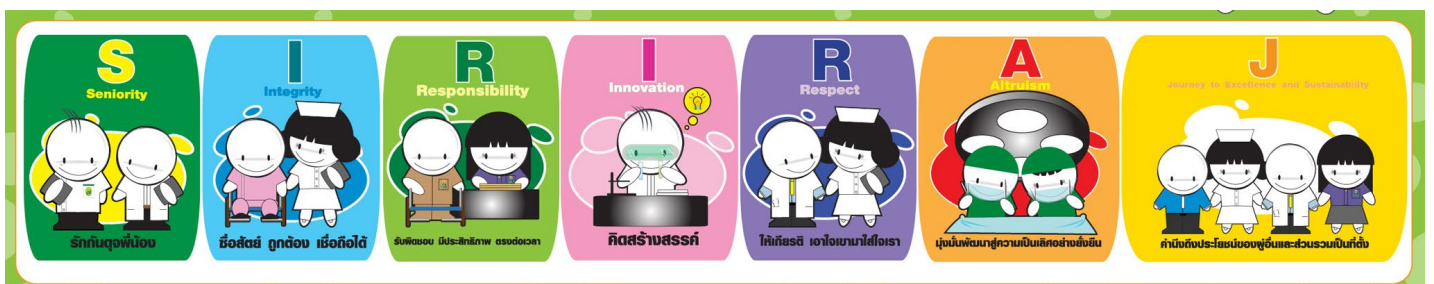 S
Seniority
รักกันดุจพี่น้อง
I
Integrity
ซื่อสัตย์ ถูกต้อง เชื่อถือได้
R
Responsibility
รับผิดชอบ มีประสิทธิภาพ ตรงต่อเวลา
I
Innovation
คิดสร้างสรรค์
R
Respect
ให้เกียรติ เอาใจเขามาใส่ใจเรา
A
Altruism
มุ่งมั่นพัฒนาสู่ความเป็นเลิศอย่างยั่งยืน
J
Journey to Excellence and Sustainability
คำนึงถึงประโยชน์ของผู้อื่นและส่วนรวมเป็นที่ตั้ง